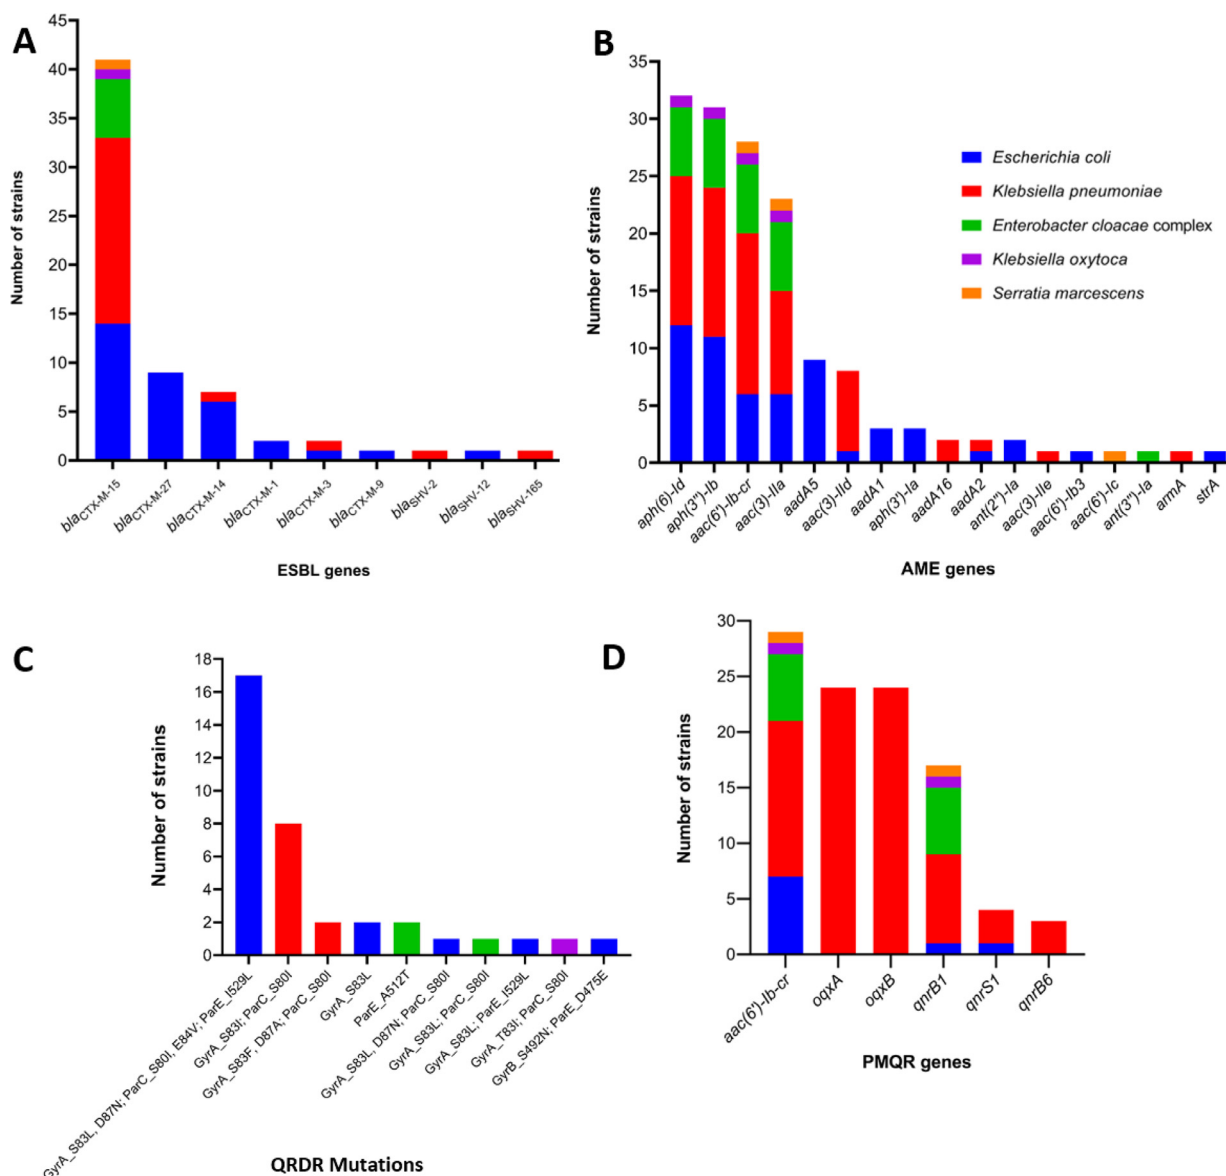 A
45
40
35
30
25
20
15
10
5
0
Number of strains
blaCTX-M-15
blaCTX-M-27
blaCTX-M-14
blaCTX-M-1
blaCTX-M-3
blaCTX-M-9
blaSHV-2
blaSHV-12
blaSHV-165
ESBL genes
B
35
30
25
20
15
10
5
0
Number of strains
Escherichia coli
Klebsiella pneumoniae
Enterobacter cloacae complex
Klebsiella oxytoca
Serratia marcescens
aph(6)-Id
aph(3'')-Ib
aac(6')-Ib-cr
aac(3)-IIa
aadA5
aac(3)-IId
aadA1
aph(3')-Ia
aadA16
aadA2
ant(2'')-Ia
aac(3)-IIe
aac(6')-Ib3
aac(6')-Ic
ant(3'')-Ia
armA
strA
AME genes
C
18
16
14
12
10
8
6
4
2
0
Number of strains
GyrA_S83L, D87N; ParC_S80I, E84V; ParE_I529L
GyrA_S83I; ParC_S80I
GyrA_S83F, D87A; ParC_S80I
GyrA_S83L
ParE_A512T
GyrA_S83L, D87N; ParC_S80I
GyrA_S83L; ParC_S80I
GyrA_S83L; ParE_I529L
GyrA_T83I; ParC_S80I
GyrB_S492N; ParE_D475E
QRDR Mutations
D
30
25
20
15
10
5
0
Number of strains
aac(6')-Ib-cr
oqxA
oqxB
qnrB1
qnrS1
qnrB6
PMQR genes